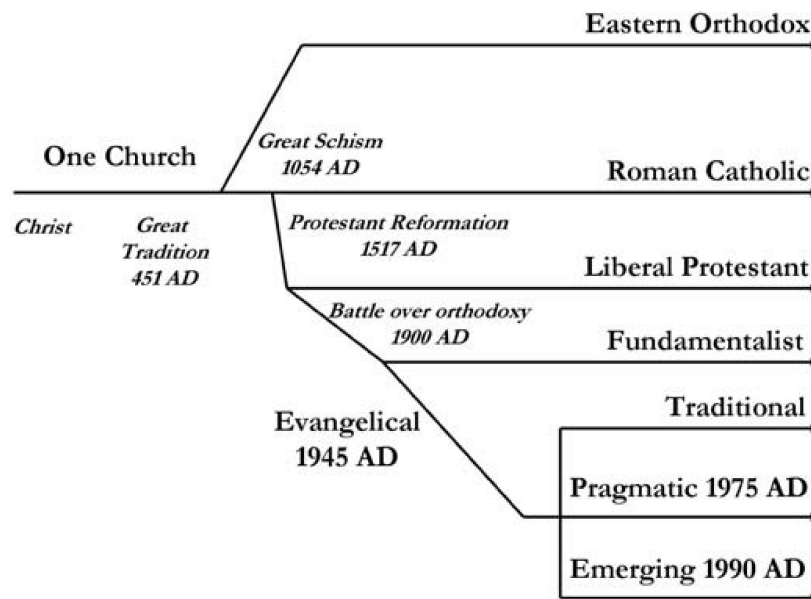 Eastern Orthodox
Great Schism
1054 AD
One Church
Roman Catholic
Christ
Great
Tradition
451 AD
Protestant Reformation
1517 AD
Liberal Protestant
Battle over orthodoxy
1900 AD
Fundamentalist
Evangelical
1945 AD
Traditional
Pragmatic 1975 AD
Emerging 1990 AD